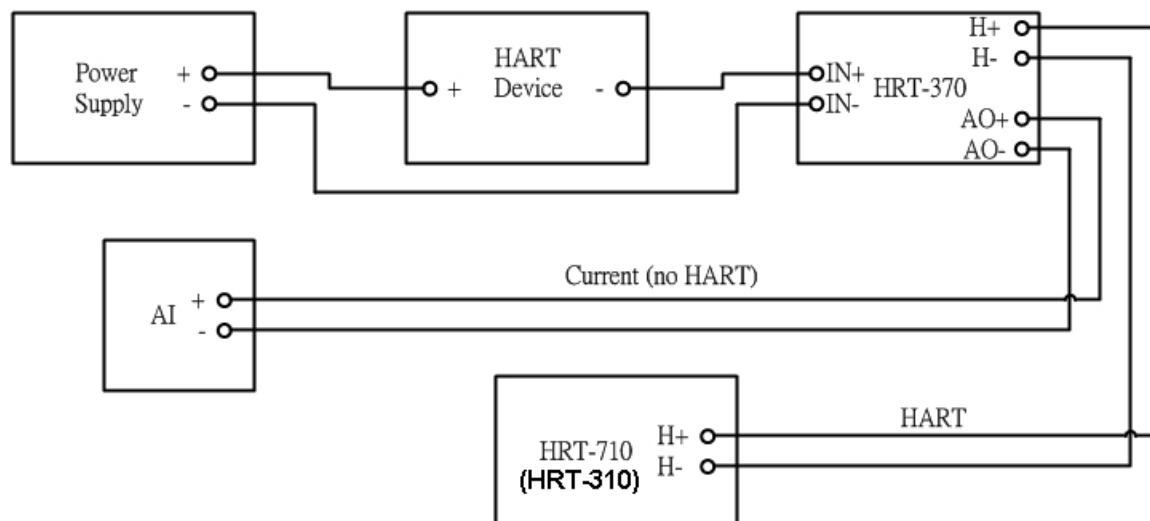 Power
Supply
+
-
HART
Device
+
-
IN+
IN-
HRT-370
H+
H-
AO+
AO-
AI
+
-
Current (no HART)
HRT-710
(HRT-310)
H+
H-
HART